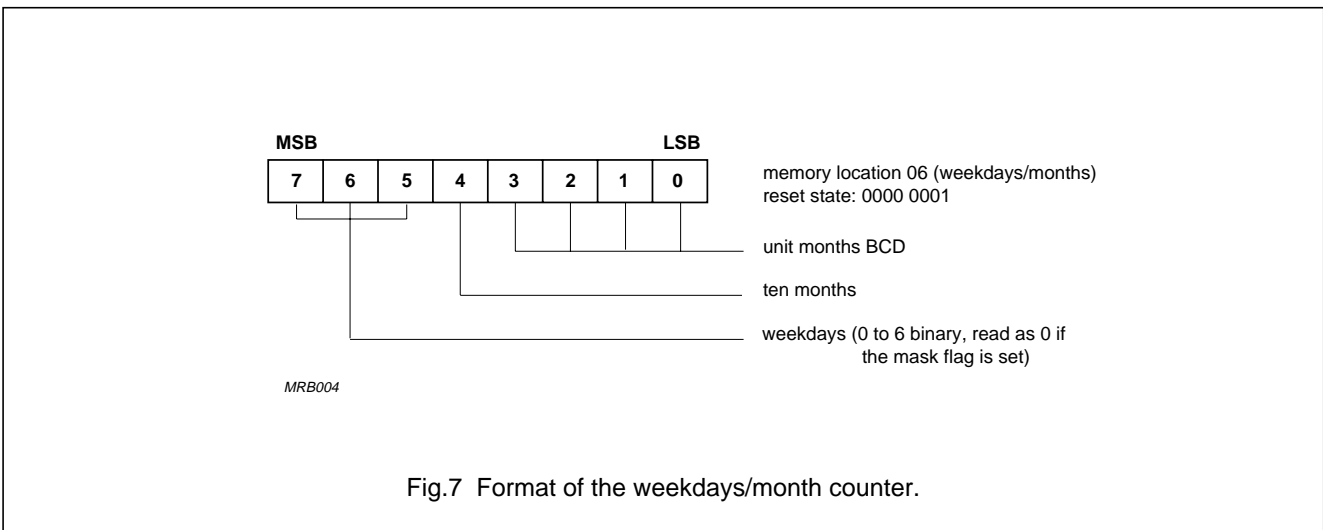 MSB LSB
7 6 5 4 3 2 1 0
memory location 06 (weekdays/months)
reset state: 0000 0001
unit months BCD
ten months
weekdays (0 to 6 binary, read as 0 if
the mask flag is set)
MRB004
Fig.7 Format of the weekdays/month counter.